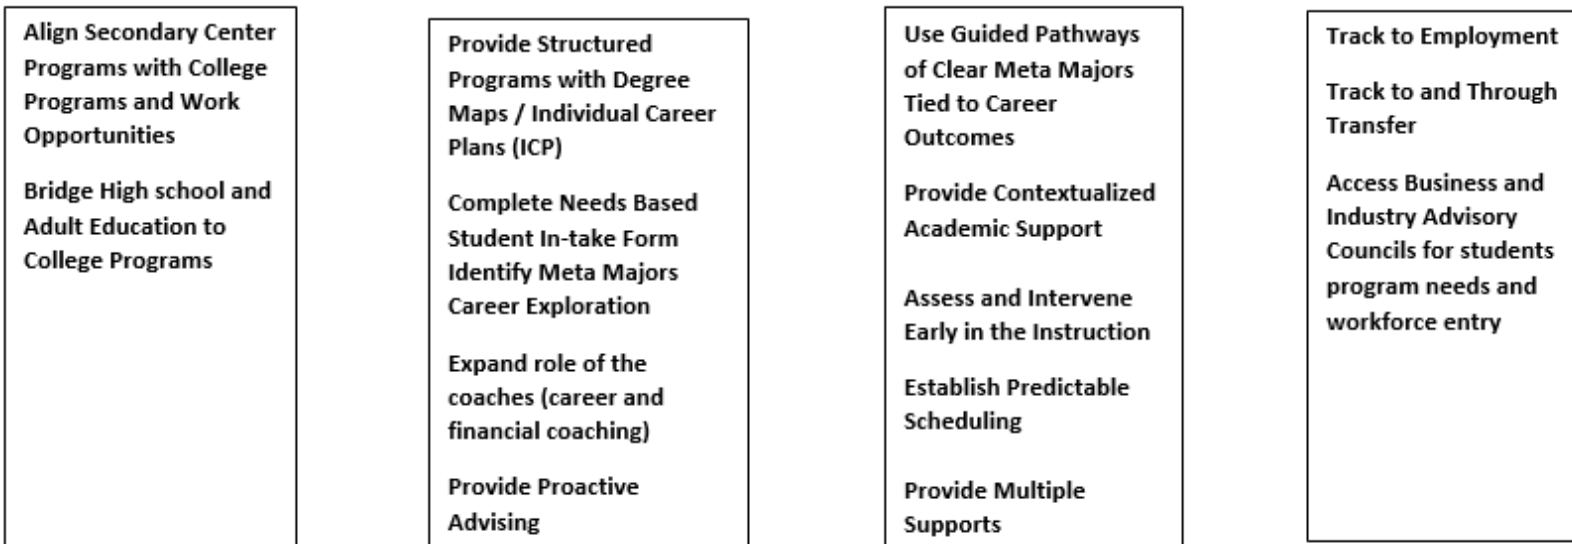 Align Secondary Center
Programs with College
Programs and Work
Opportunities
Bridge High school and
Adult Education to
College Programs
Provide Structured
Programs with Degree
Maps / Individual Career
Plans (ICP)
Complete Needs Based
Student In-take Form
Identify Meta Majors
Career Exploration
Expand role of the
coaches (career and
financial coaching)
Provide Proactive
Advising
Use Guided Pathways
of Clear Meta Majors
Tied to Career
Outcomes
Provide Contextualized
Academic Support
Assess and Intervene
Early in the Instruction
Establish Predictable
Scheduling
Provide Multiple
Supports
Track to Employment
Track to and Through
Transfer
Access Business and
Industry Advisory
Councils for students
program needs and
workforce entry